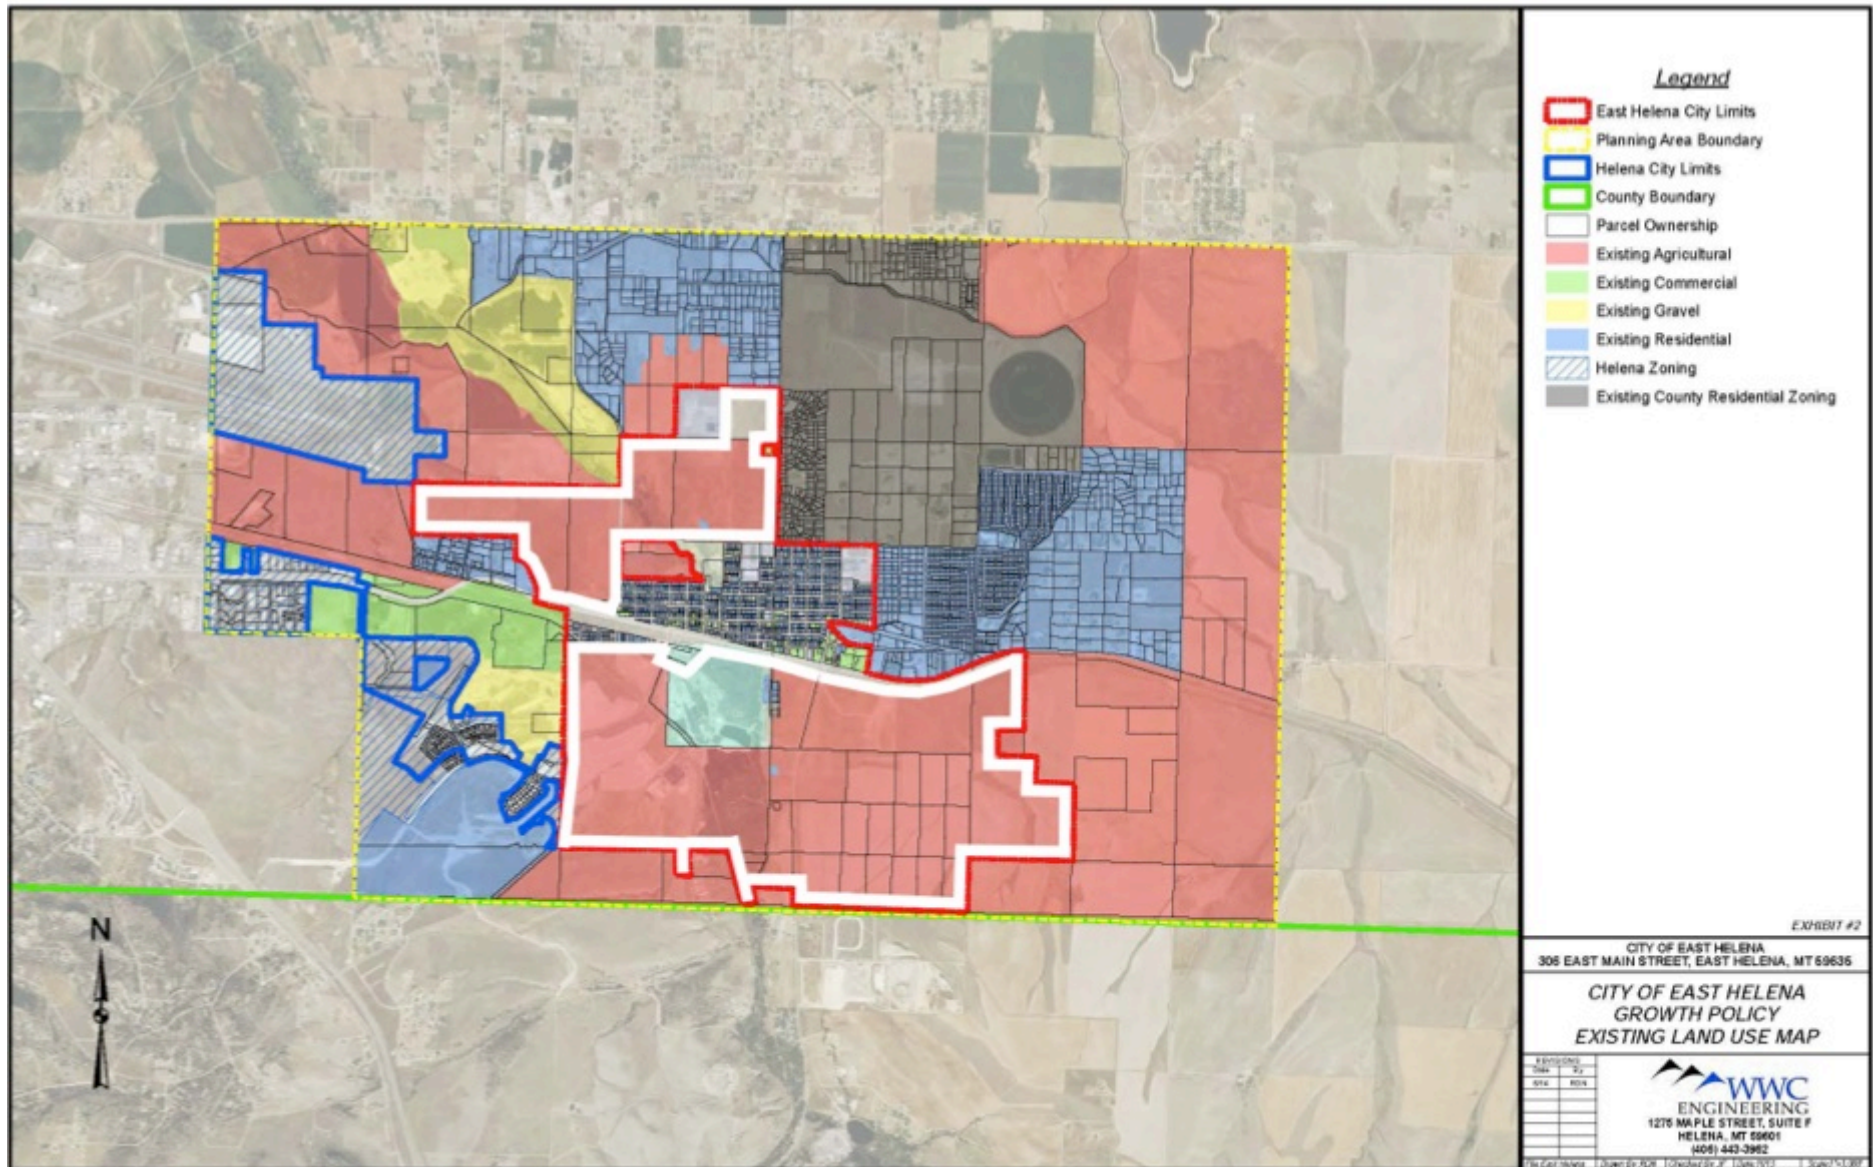 Legend
East Helena City Limits
Planning Area Boundary
Helena City Limits
County Boundary
Parcel Ownership
Existing Agricultural
Existing Commercial
Existing Gravel
Existing Residential
Helena Zoning
Existing County Residential Zoning
N
EXHIBIT #2
CITY OF EAST HELENA
306 EAST MAIN STREET, EAST HELENA, MT 59635
CITY OF EAST HELENA
GROWTH POLICY
EXISTING LAND USE MAP
REVISIONS
Date By
WWC
ENGINEERING
1275 MAPLE STREET, SUITE F
HELENA, MT 59601
(406) 443-3962